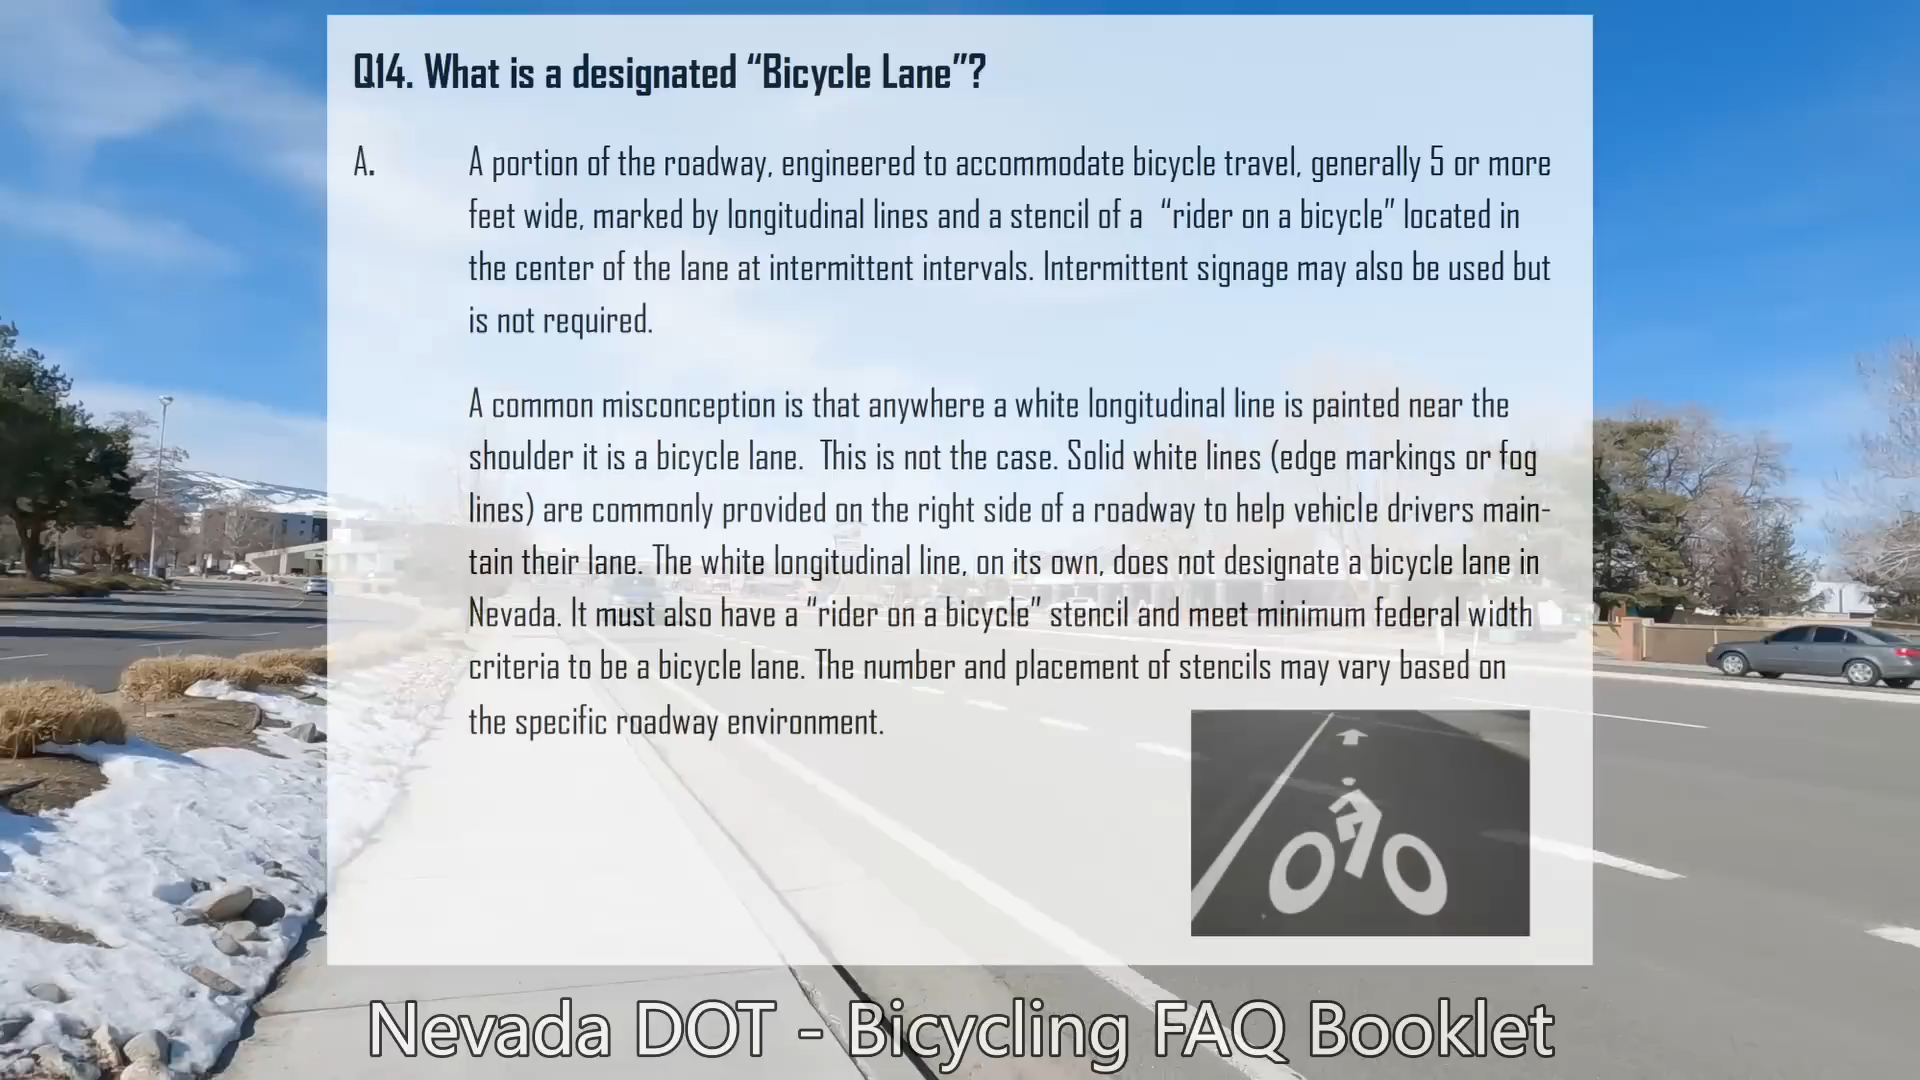 Q14. What is a designated “Bicycle Lane”?
A. A portion of the roadway, engineered to accommodate bicycle travel, generally 5 or more
feet wide, marked by longitudinal lines and a stencil of a “rider on a bicycle” located in
the center of the lane at intermittent intervals. Intermittent signage may also be used but
is not required.
A common misconception is that anywhere a white longitudinal line is painted near the
shoulder it is a bicycle lane. This is not the case. Solid white lines (edge markings or fog
lines) are commonly provided on the right side of a roadway to help vehicle drivers main-
tain their lane. The white longitudinal line, on its own, does not designate a bicycle lane in
Nevada. It must also have a “rider on a bicycle” stencil and meet minimum federal width
criteria to be a bicycle lane. The number and placement of stencils may vary based on
the specific roadway environment.
Nevada DOT - Bicycling FAQ Booklet